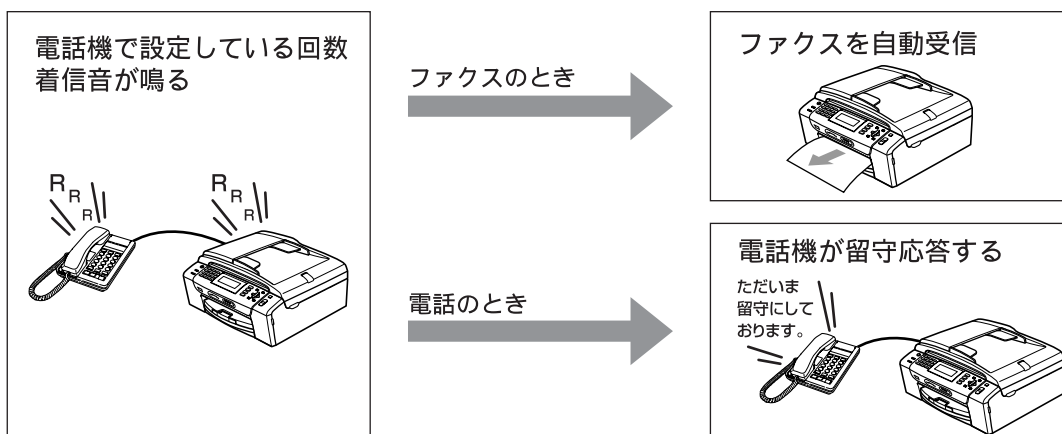 電話機で設定している回数
着信音が鳴る
R
R
R
R
R
R
ファクスのとき
ファクスを自動受信
電話のとき
電話機が留守応答する
ただいま
留守にして
おります。